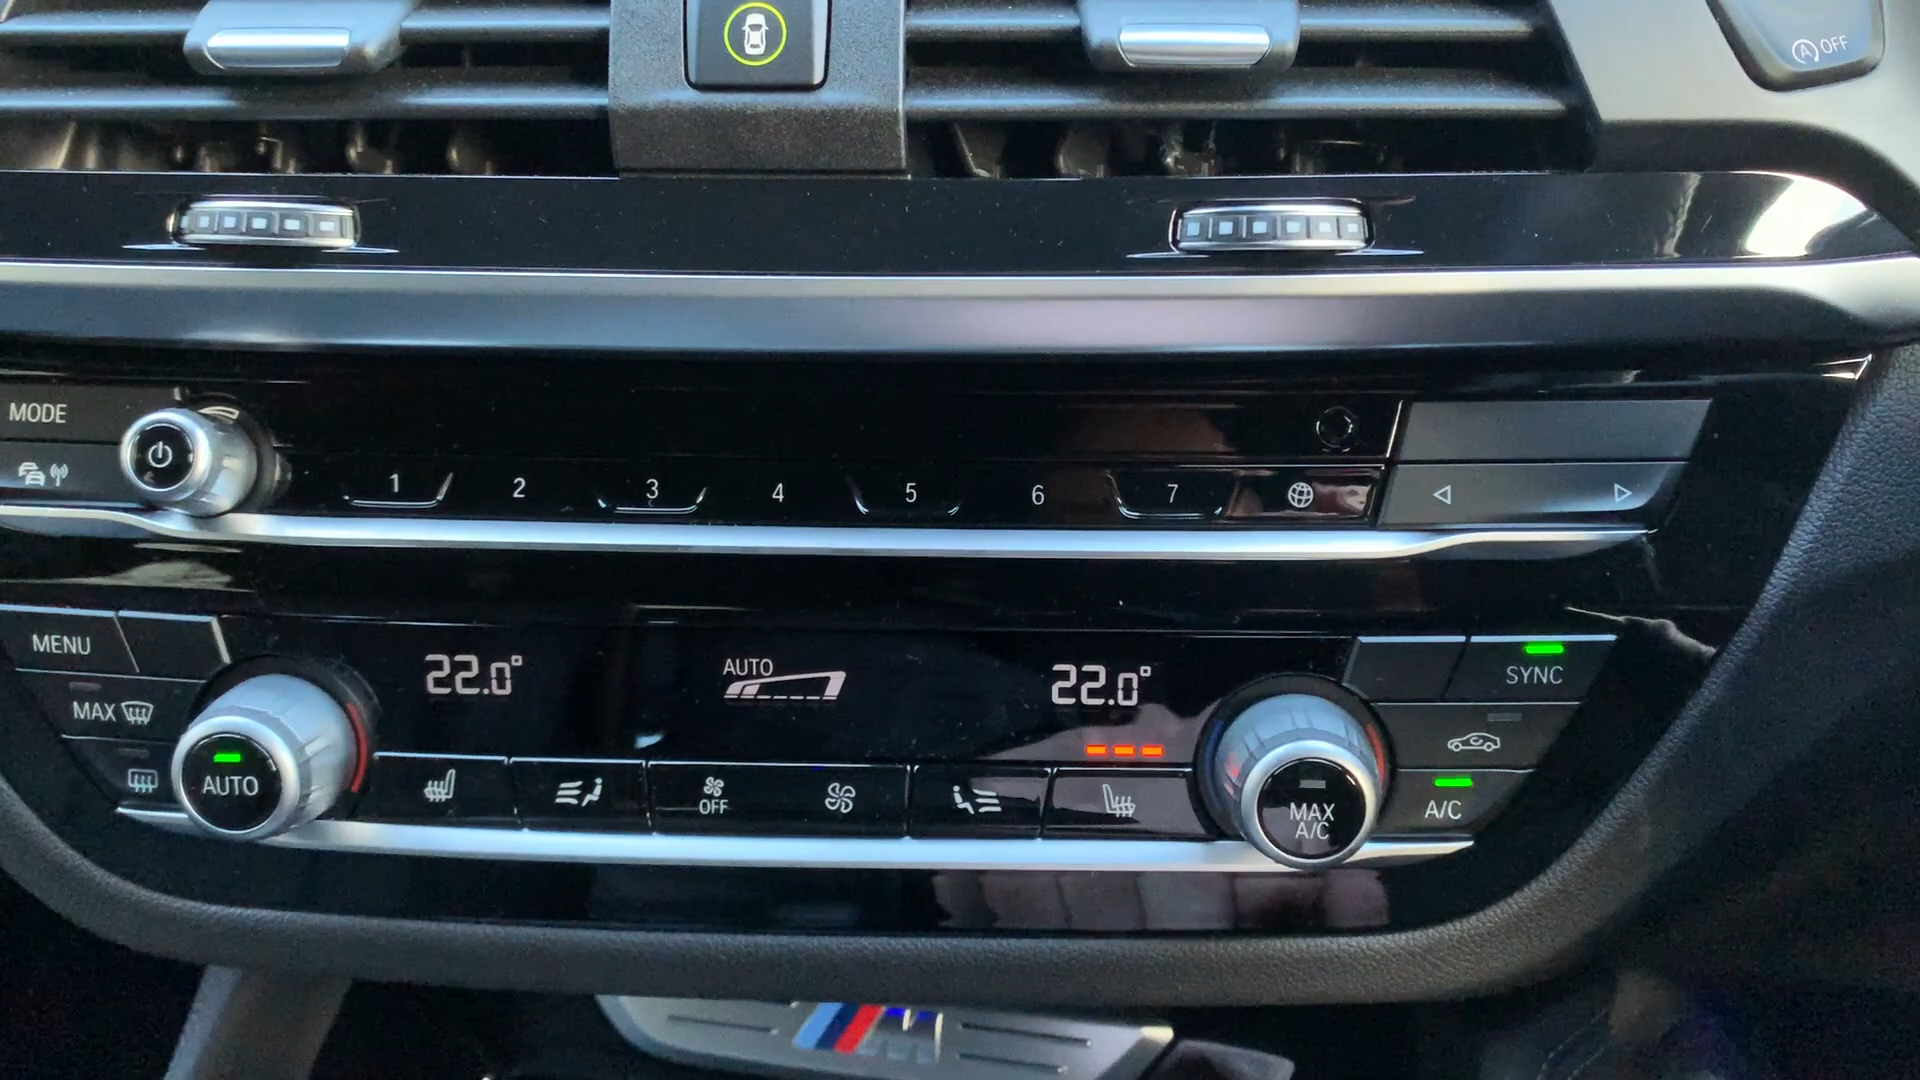 OFF
MODE
1 2 3 4 5 6 7
MENU
22.0°
AUTO
22.0°
SYNC
MAX
AUTO
OFF
MAX
A/C
A/C
M